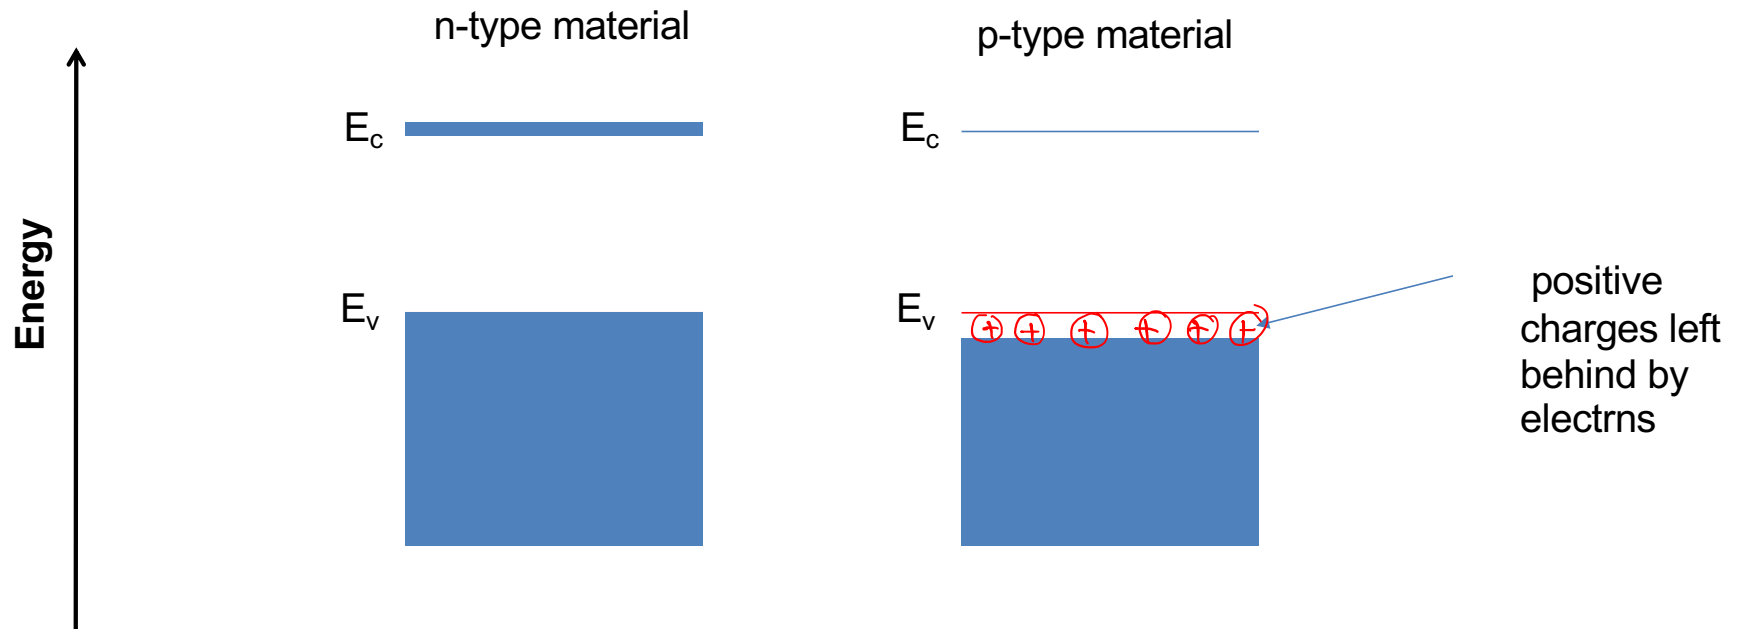 n-type material
p-type material
Ec
Ec
Energy
Ev
Ev
+ + + + + +
positive
charges left
behind by
electrns